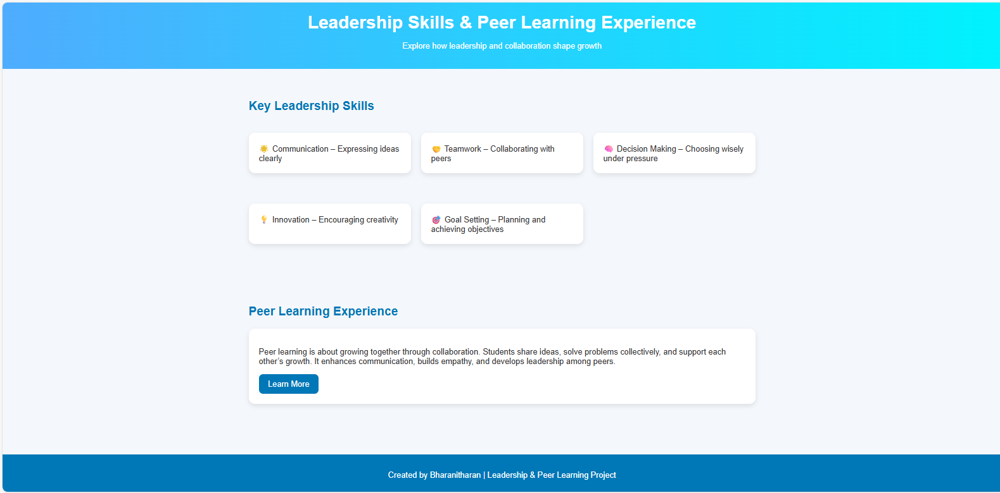 Leadership Skills & Peer Learning Experience
Explore how leadership and collaboration shape growth
Key Leadership Skills
🌟 Communication – Expressing ideas
clearly
🤝 Teamwork – Collaborating with
peers
🧠 Decision Making – Choosing wisely
under pressure
💡 Innovation – Encouraging creativity
🎯 Goal Setting – Planning and
achieving objectives
Peer Learning Experience
Peer learning is about growing together through collaboration. Students share ideas, solve problems collectively, and support each
other’s growth. It enhances communication, builds empathy, and develops leadership among peers.
Learn More
Created by Bharanitharan | Leadership & Peer Learning Project